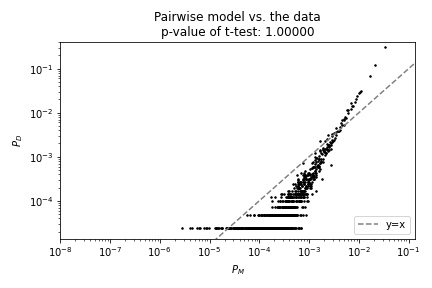 Pairwise model vs. the data
p-value of t-test: 1.00000
10⁻¹
10⁻²
10⁻³
10⁻⁴
P_D
y=x
10⁻⁸ 10⁻⁷ 10⁻⁶ 10⁻⁵ 10⁻⁴ 10⁻³ 10⁻² 10⁻¹
P_M